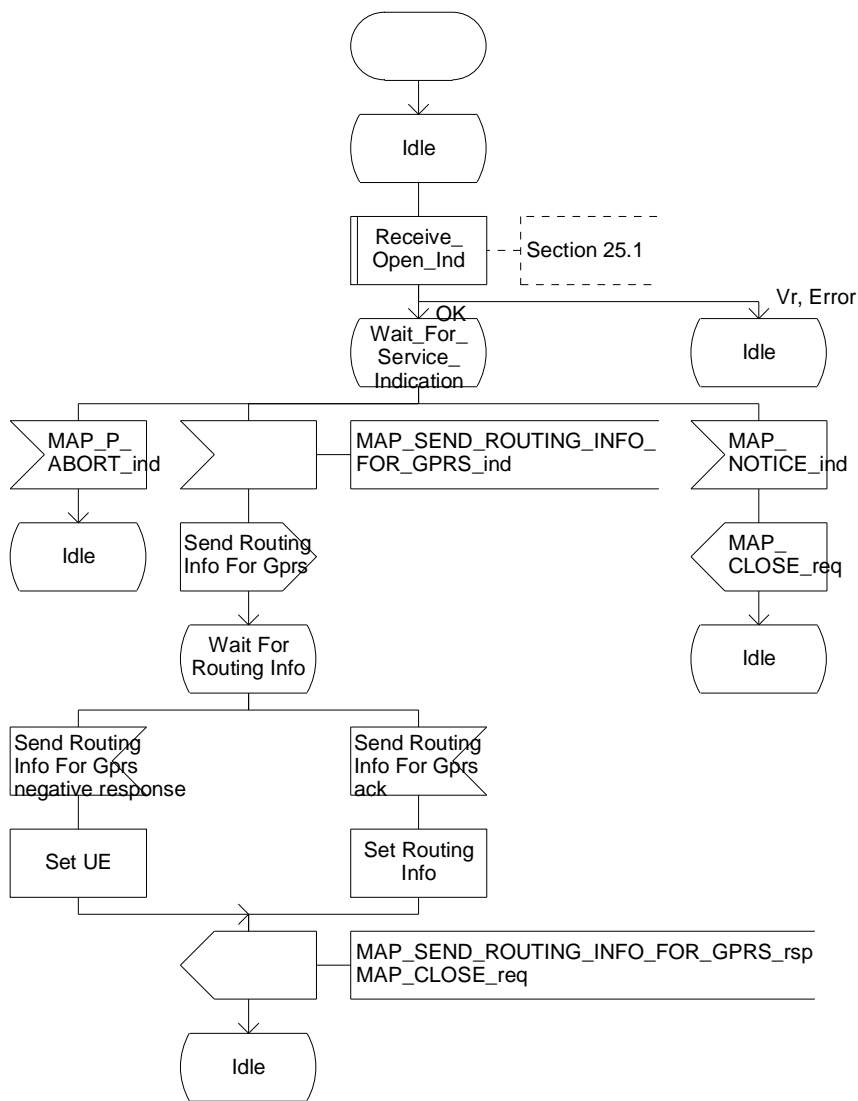 Idle
Receive_
Open_Ind
Section 25.1
Vr, Error
OK
Wait_For_
Service_
Indication
Idle
MAP_P_
ABORT_ind
MAP_SEND_ROUTING_INFO_
FOR_GPRS_ind
MAP_
NOTICE_ind
Idle
Send Routing
Info For Gprs
MAP_
CLOSE_req
Wait For
Routing Info
Idle
Send Routing
Info For Gprs
negative response
Send Routing
Info For Gprs
ack
Set UE
Set Routing
Info
MAP_SEND_ROUTING_INFO_FOR_GPRS_rsp
MAP_CLOSE_req
Idle